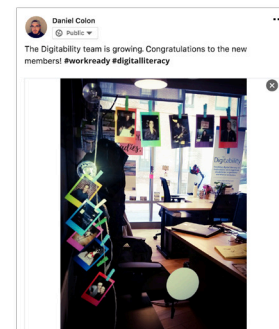 Daniel Colon
Public
The Digitability team is growing. Congratulations to the new
members! #workready #digitalliteracy
Digitability